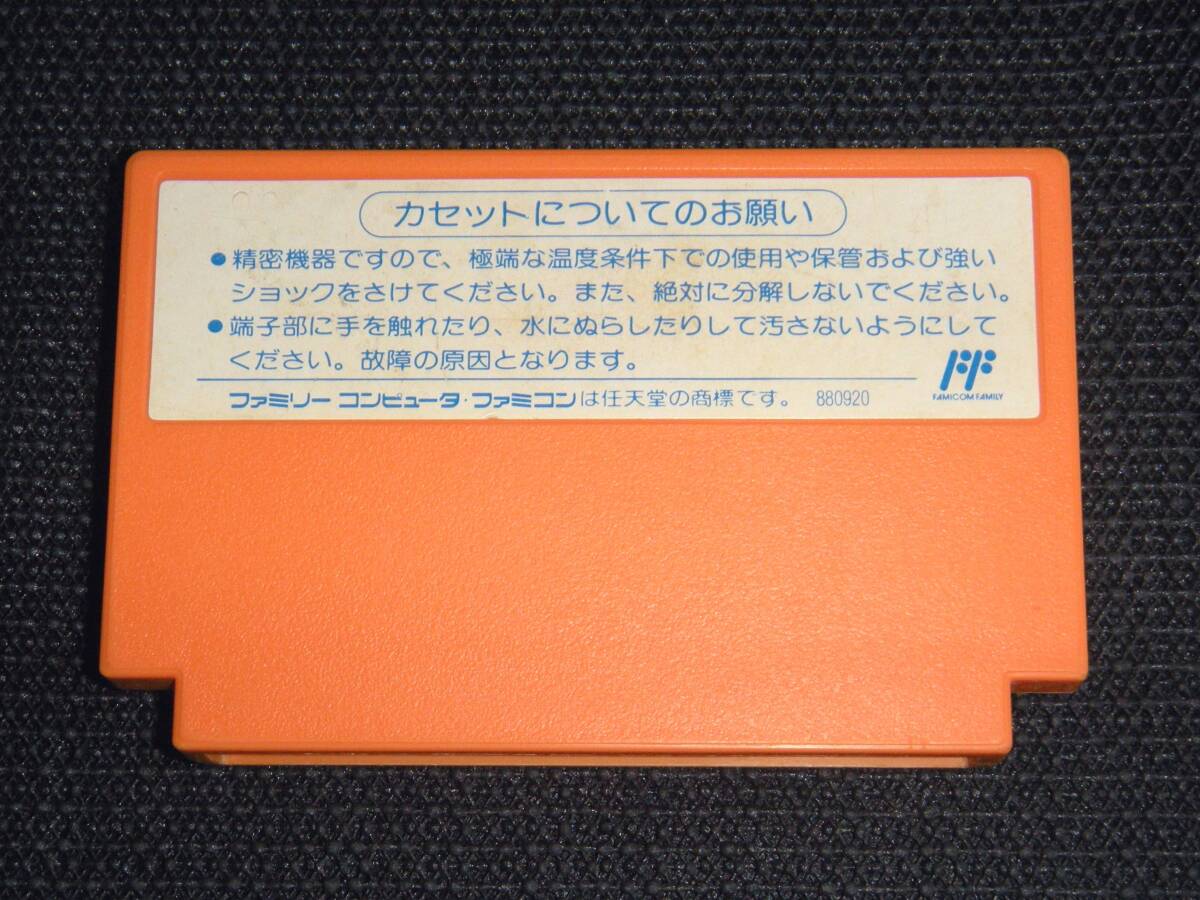 カセットについてのお願い
●精密機器ですので、極端な温度条件下での使用や保管および強い
ショックをさけてください。また、絶対に分解しないでください。
●端子部に手を触れたり、水にぬらしたりして汚さないようにして
ください。故障の原因となります。
ファミリー コンピュータ・ファミコンは任天堂の商標です。 880920
FAMICOM FAMILY